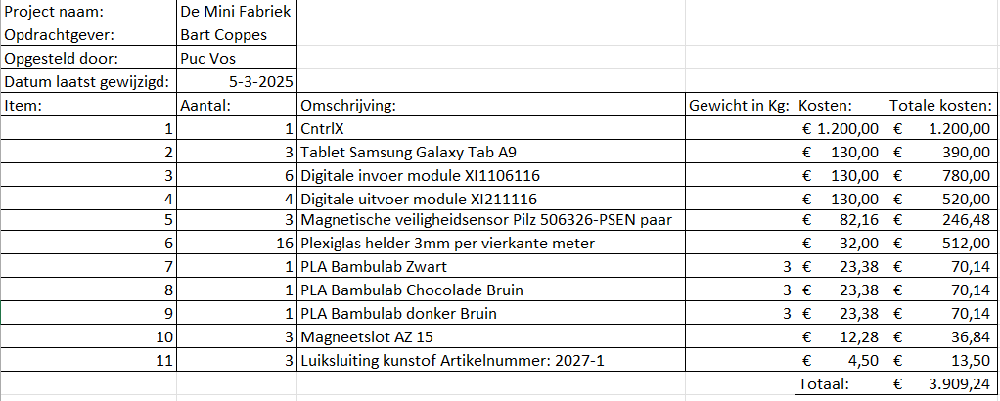 Project naam: De Mini Fabriek
Opdrachtgever: Bart Coppes
Opgesteld door: Puc Vos
Datum laatst gewijzigd: 5-3-2025
Item: Aantal: Omschrijving: Gewicht in Kg: Kosten: Totale kosten:
1 1 CntrlX € 1.200,00 € 1.200,00
2 3 Tablet Samsung Galaxy Tab A9 € 130,00 € 390,00
3 6 Digitale invoer module XI1106116 € 130,00 € 780,00
4 4 Digitale uitvoer module XI211116 € 130,00 € 520,00
5 3 Magnetische veiligheidsensor Pilz 506326-PSEN paar € 82,16 € 246,48
6 16 Plexiglas helder 3mm per vierkante meter € 32,00 € 512,00
7 1 PLA Bambulab Zwart 3 € 23,38 € 70,14
8 1 PLA Bambulab Chocolade Bruin 3 € 23,38 € 70,14
9 1 PLA Bambulab donker Bruin 3 € 23,38 € 70,14
10 3 Magneetslot AZ 15 € 12,28 € 36,84
11 3 Luiksluiting kunstof Artikelnummer: 2027-1 € 4,50 € 13,50
Totaal: € 3.909,24